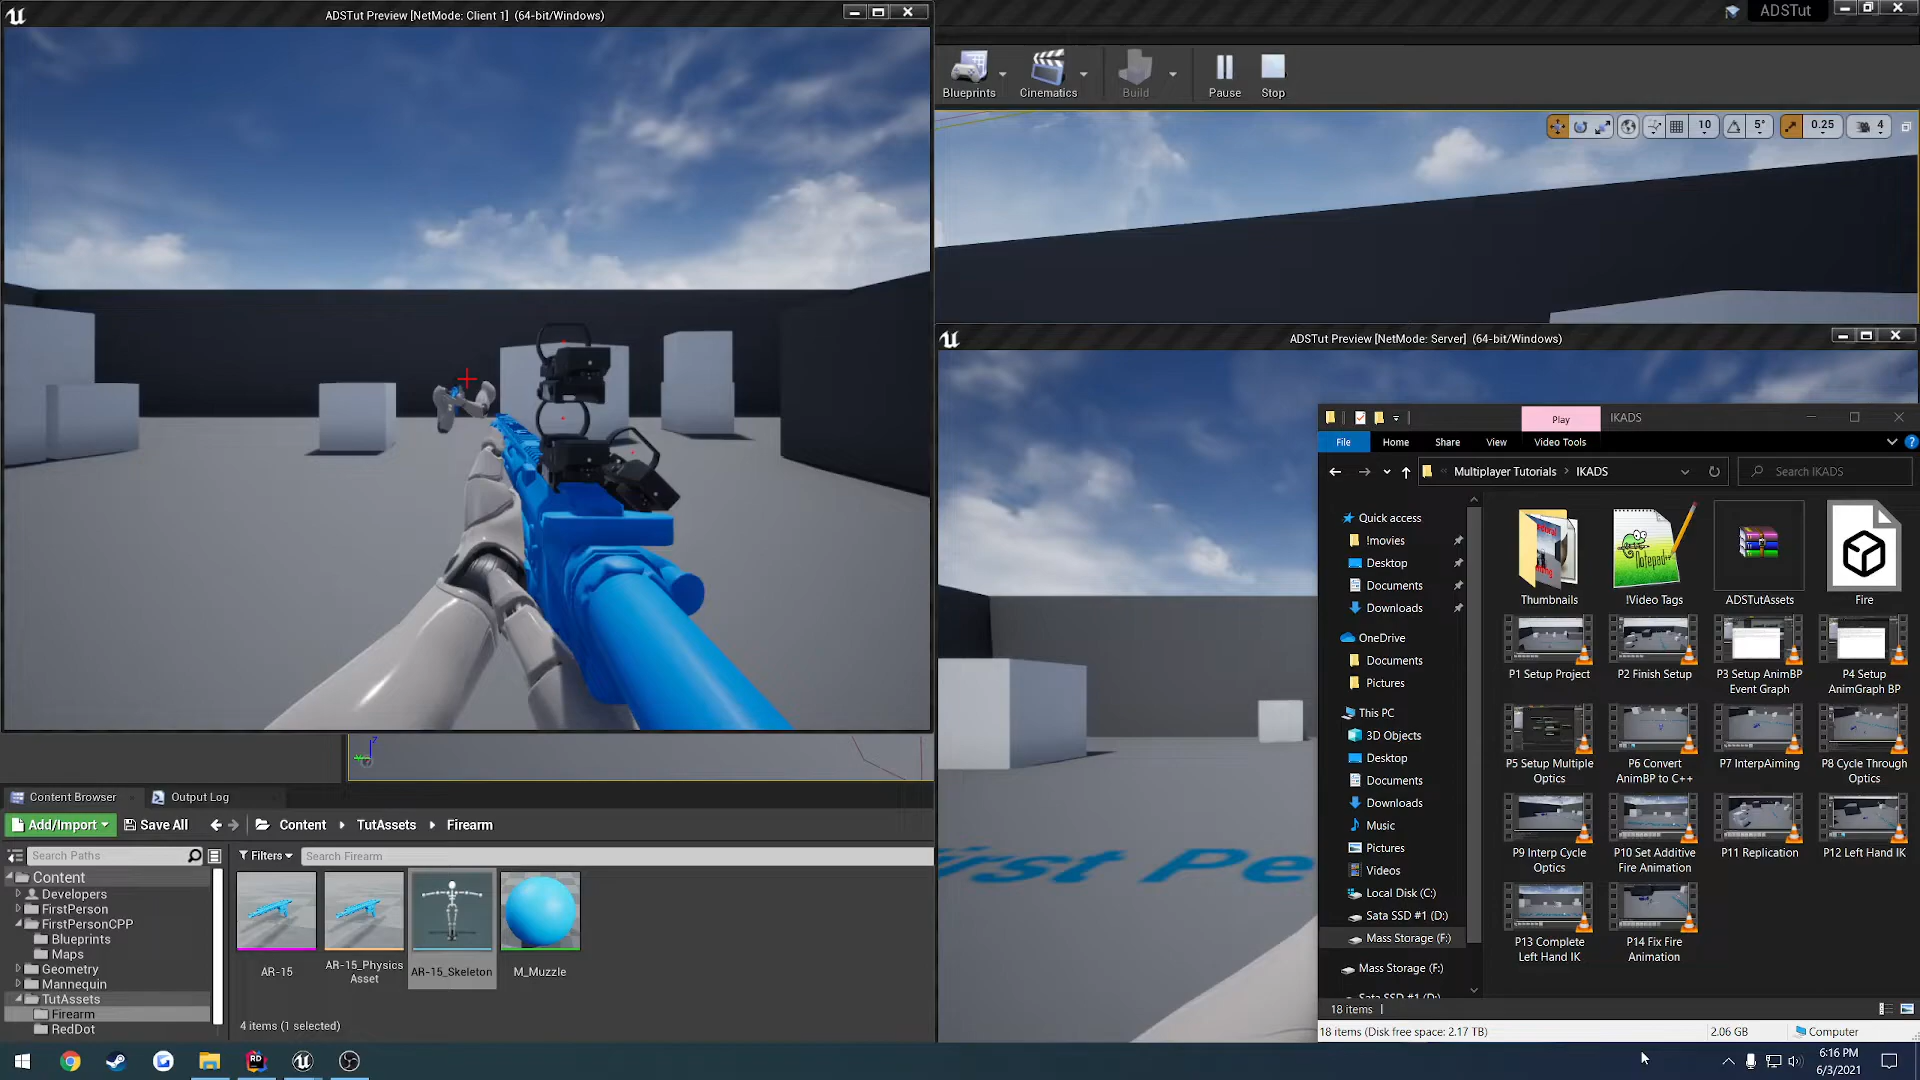 ADSTut Preview [NetMode: Client 1] (64-bit/Windows)
ADSTut
Blueprints
Cinematics
Build
Pause
Stop
10
5°
0.25
4
ADSTut Preview [NetMode: Server] (64-bit/Windows)
Play
IKADS
File
Home
Share
View
Video Tools
Multiplayer Tutorials
IKADS
Search IKADS
Quick access
!movies
Desktop
Documents
Downloads
OneDrive
Documents
Pictures
This PC
3D Objects
Desktop
Documents
Downloads
Music
Pictures
Videos
Local Disk (C:)
Sata SSD #1 (D:)
Mass Storage (F:)
Mass Storage (F:)
Sata SSD #1 (D:)
Thumbnails
!Video Tags
ADSTutAssets
Fire
P1 Setup Project
P2 Finish Setup
P3 Setup AnimBP
Event Graph
P4 Setup
AnimGraph BP
P5 Setup Multiple
Optics
P6 Convert
AnimBP to C++
P7 InterpAiming
P8 Cycle Through
Optics
P9 Interp Cycle
Optics
P10 Set Additive
Fire Animation
P11 Replication
P12 Left Hand IK
P13 Complete
Left Hand IK
P14 Fix Fire
Animation
18 items
18 items (Disk free space: 2.17 TB)
2.06 GB
Computer
Content Browser
Output Log
Add/Import
Save All
Content
TutAssets
Firearm
Search Paths
Filters
Search Firearm
Content
Developers
FirstPerson
FirstPersonCPP
Blueprints
Maps
Geometry
Mannequin
TutAssets
Firearm
RedDot
AR-15
AR-15_Physics
Asset
AR-15_Skeleton
M_Muzzle
4 items (1 selected)
6:16 PM
6/3/2021